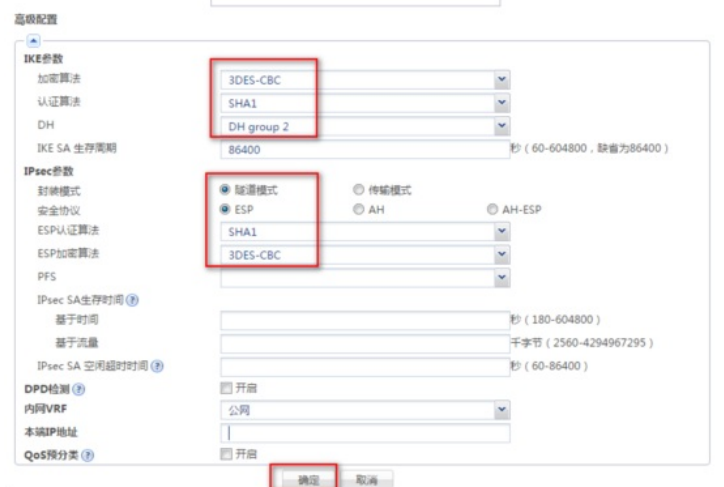 高级配置
IKE参数
加密算法 3DES-CBC
认证算法 SHA1
DH DH group 2
IKE SA 生存周期 86400 秒（60-604800，缺省为86400）
IPsec参数
封装模式 隧道模式 传输模式
安全协议 ESP AH AH-ESP
ESP认证算法 SHA1
ESP加密算法 3DES-CBC
PFS
IPsec SA生存时间 ?
基于时间 秒（180-604800）
基于流量 千字节（2560-4294967295）
IPsec SA 空闲超时时间 ? 秒（60-86400）
DPD检测 ? 开启
内网VRF 公网
本端IP地址
QoS预分类 ? 开启
确定 取消